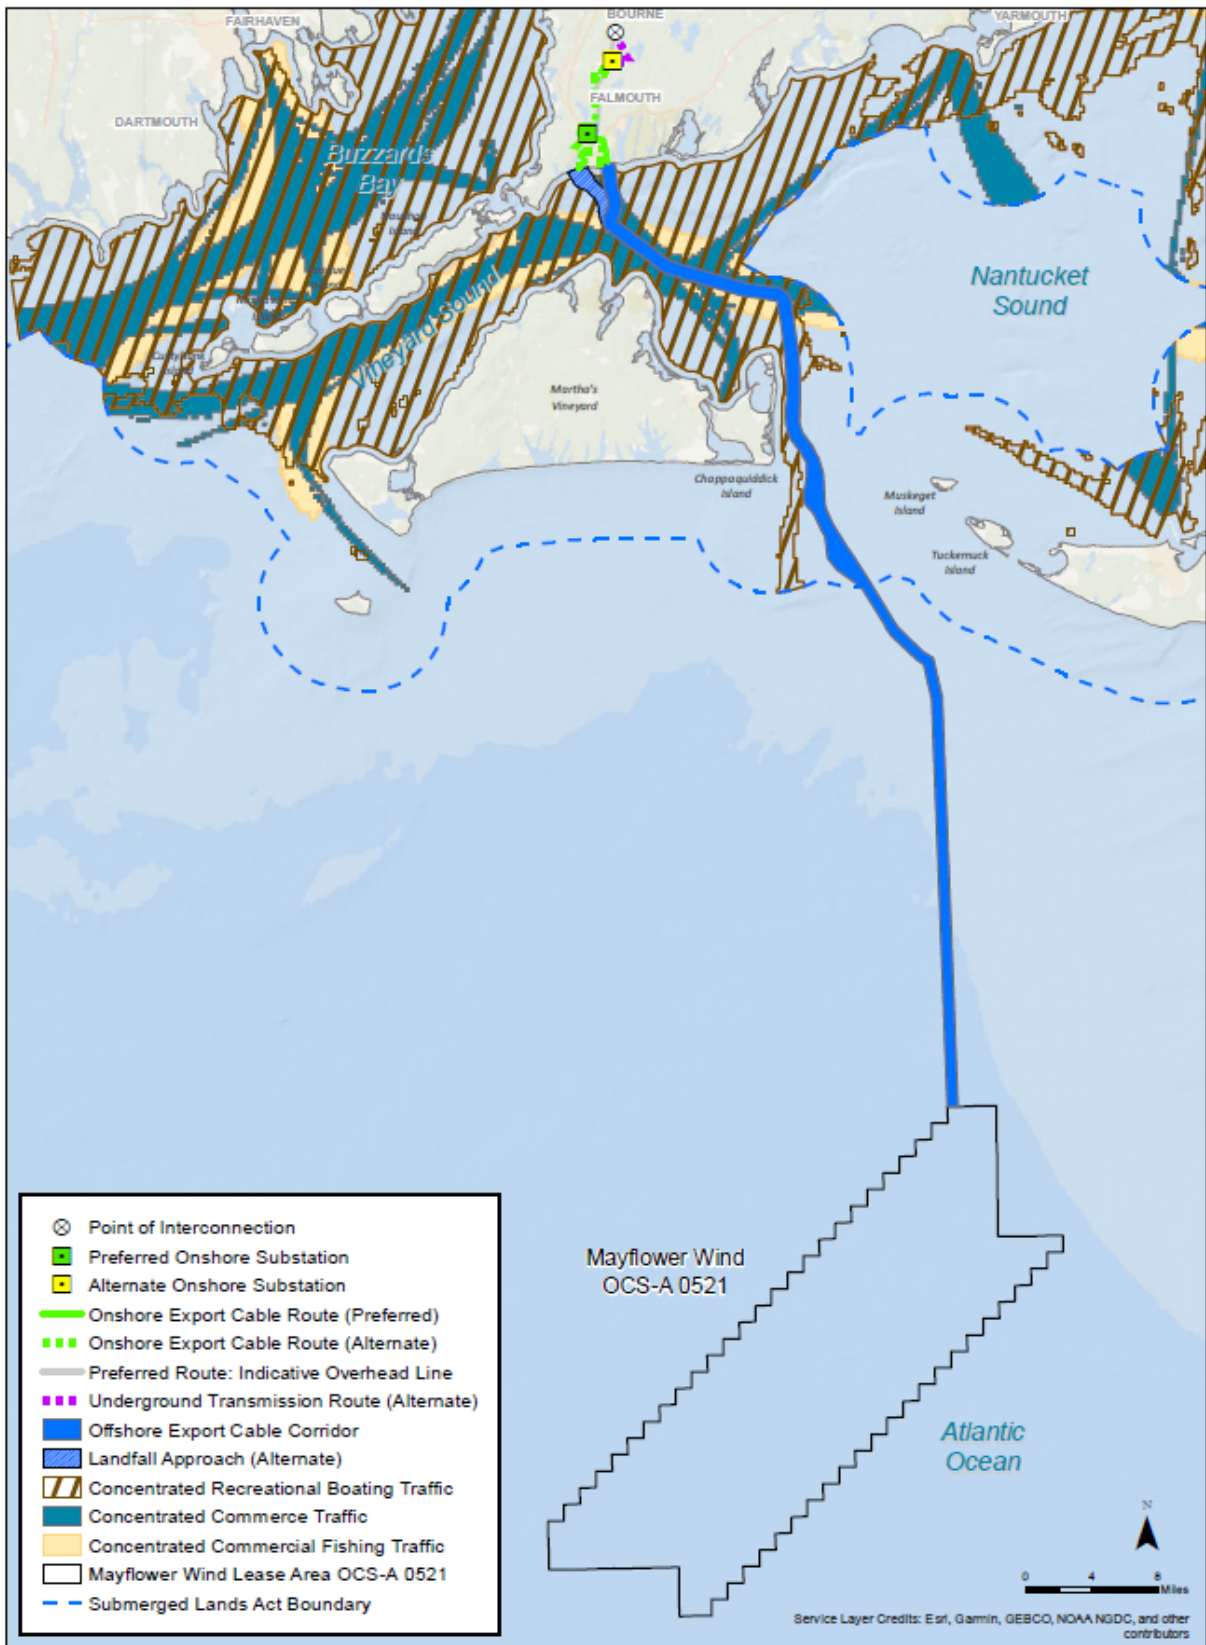 FAIRHAVEN
BOURNE
YARMOUTH
DARTMOUTH
FALMOUTH
Buzzards
Bay
Island
Island
Vineyard Sound
Nantucket
Sound
Martha's
Vineyard
Chappaquiddick
Island
Muskeget
Island
Tuckernuck
Island
Mayflower Wind
OCS-A 0521
Atlantic
Ocean
Point of Interconnection
Preferred Onshore Substation
Alternate Onshore Substation
Onshore Export Cable Route (Preferred)
Onshore Export Cable Route (Alternate)
Preferred Route: Indicative Overhead Line
Underground Transmission Route (Alternate)
Offshore Export Cable Corridor
Landfall Approach (Alternate)
Concentrated Recreational Boating Traffic
Concentrated Commerce Traffic
Concentrated Commercial Fishing Traffic
Mayflower Wind Lease Area OCS-A 0521
Submerged Lands Act Boundary
N
0 4 8
Miles
Service Layer Credits: Esri, Garmin, GEBCO, NOAA NGDC, and other
contributors